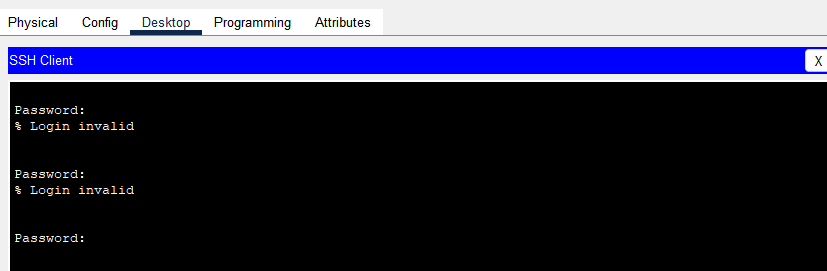 Physical Config Desktop Programming Attributes
SSH Client X
Password:
% Login invalid
Password:
% Login invalid
Password: